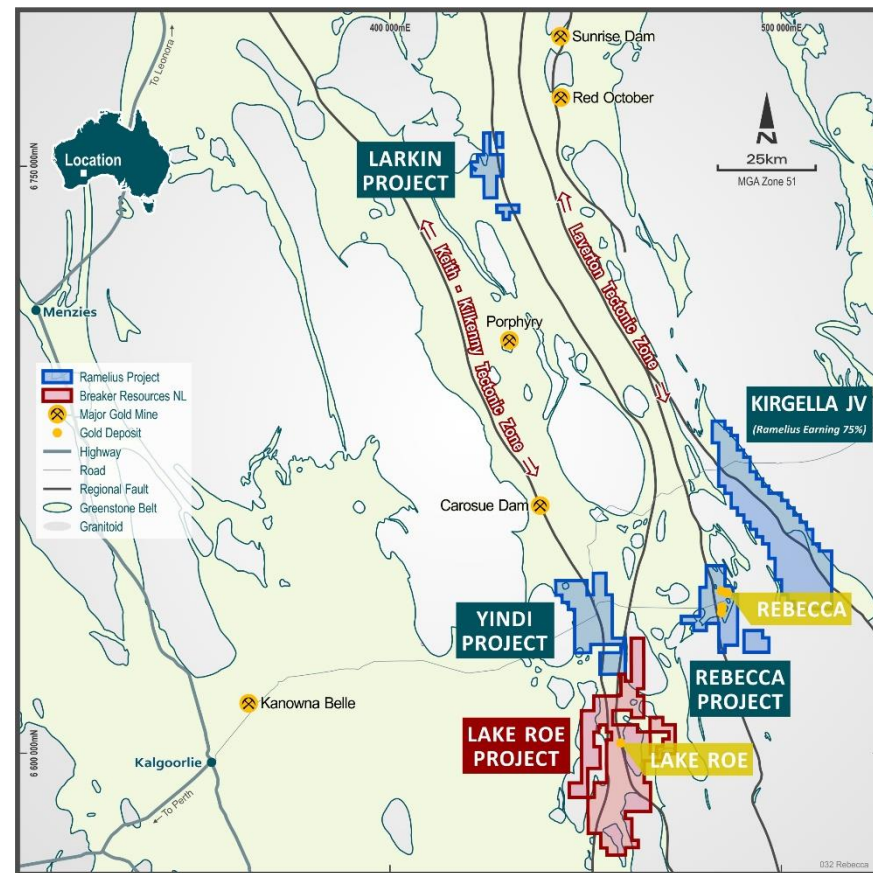 400 000mE
500 000mE
To Leonora
Sunrise Dam
Red October
Location
6 750 000mN
LARKIN
PROJECT
N
25km
MGA Zone 51
Keith - Kilkenny Tectonic Zone
Laverton Tectonic Zone
Menzies
Porphyry
Ramelius Project
Breaker Resources NL
Major Gold Mine
Gold Deposit
Highway
Road
Regional Fault
Greenstone Belt
Granitoid
KIRGELLA JV
(Ramelius Earning 75%)
Carosue Dam
YINDI
PROJECT
REBECCA
REBECCA
PROJECT
Kanowna Belle
LAKE ROE
PROJECT
LAKE ROE
Kalgoorlie
6 600 000mN
To Perth
032 Rebecca